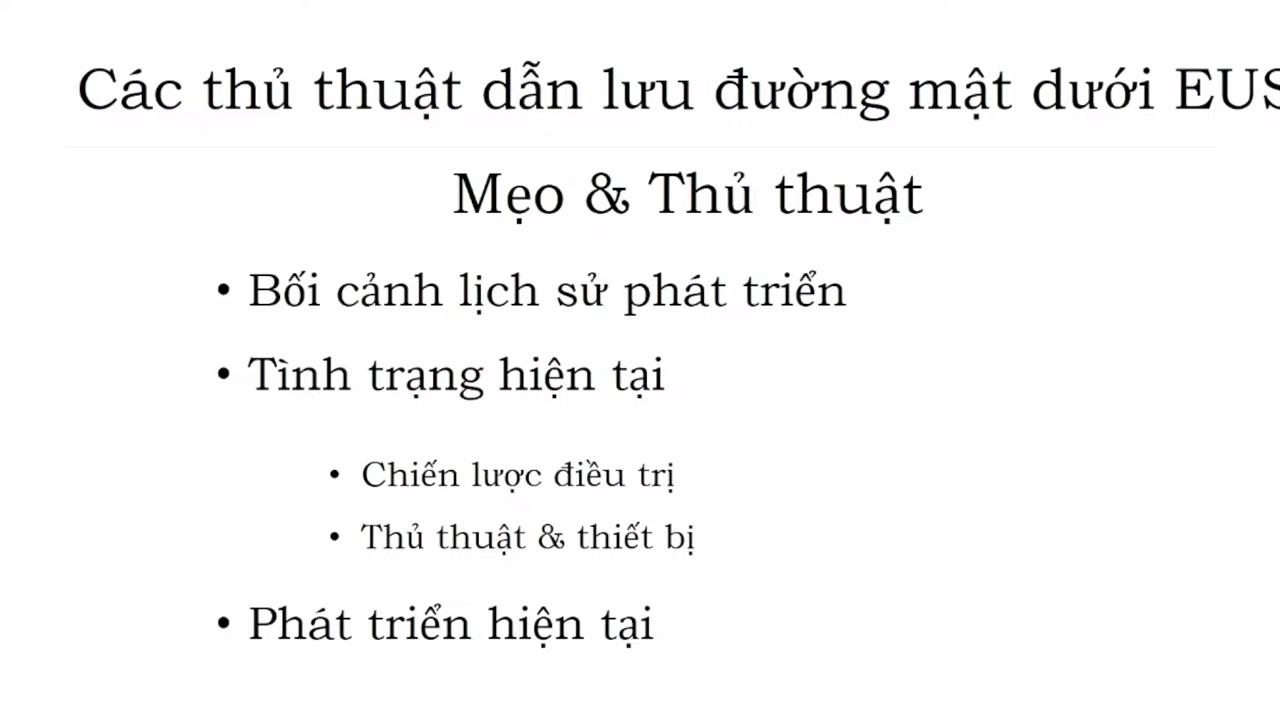 Các thủ thuật dẫn lưu đường mật dưới EUS
Mẹo & Thủ thuật
• Bối cảnh lịch sử phát triển
• Tình trạng hiện tại
• Chiến lược điều trị
• Thủ thuật & thiết bị
• Phát triển hiện tại